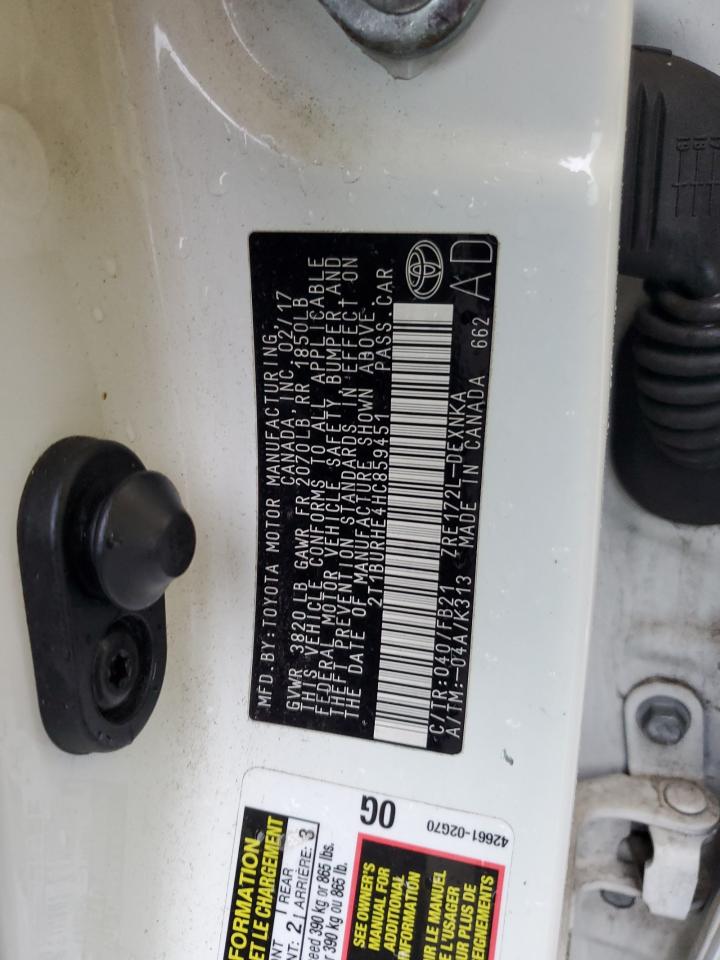 MFD.BY:TOYOTA MOTOR MANUFACTURING,
CANADA,INC. 02/17
GVWR 3820 LB GAWR FR 2070LB RR 1850LB
THIS VEHICLE CONFORMS TO ALL APPLICABLE
FEDERAL MOTOR VEHICLE SAFETY, BUMPER, AND
THEFT PREVENTION STANDARDS IN EFFECT ON
THE DATE OF MANUFACTURE SHOWN ABOVE.
2T1BURHE4HC859451 PASS.CAR
C/TR:040/FB21 ZRE172L-DEXNKA
A/TM:-04A/K313 MADE IN CANADA 662
AD
FORMATION
ET LE CHARGEMENT
REAR
2 ARRIÈRE: 3
390 kg or 865 lbs.
390 kg ou 865 lb.
OG
SEE OWNER'S
MANUAL FOR
ADDITIONAL
INFORMATION
LE MANUEL
L'USAGER
PLUS DE
42661-02G70